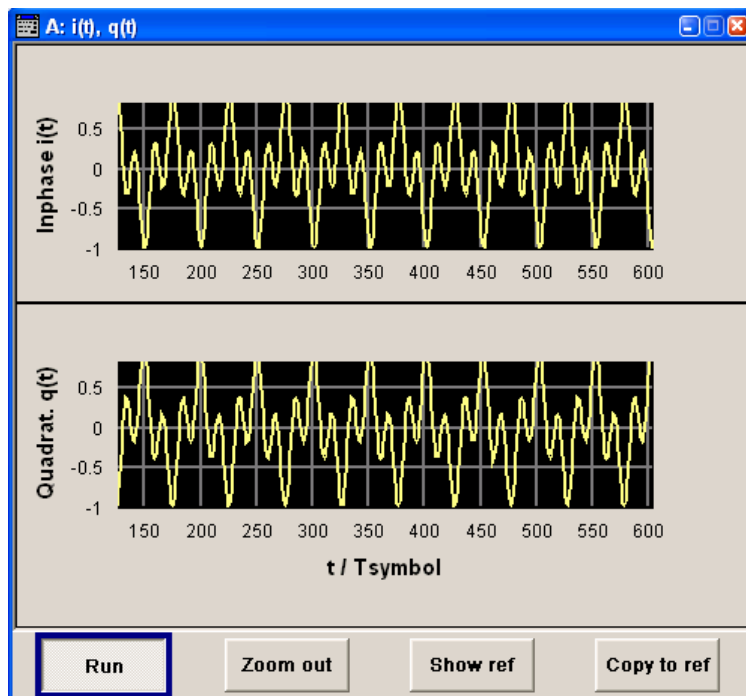 A: i(t), q(t)
Inphase i(t)
0.5
0
-0.5
-1
150 200 250 300 350 400 450 500 550 600
Quadrat. q(t)
0.5
0
-0.5
-1
150 200 250 300 350 400 450 500 550 600
t / Tsymbol
Run Zoom out Show ref Copy to ref